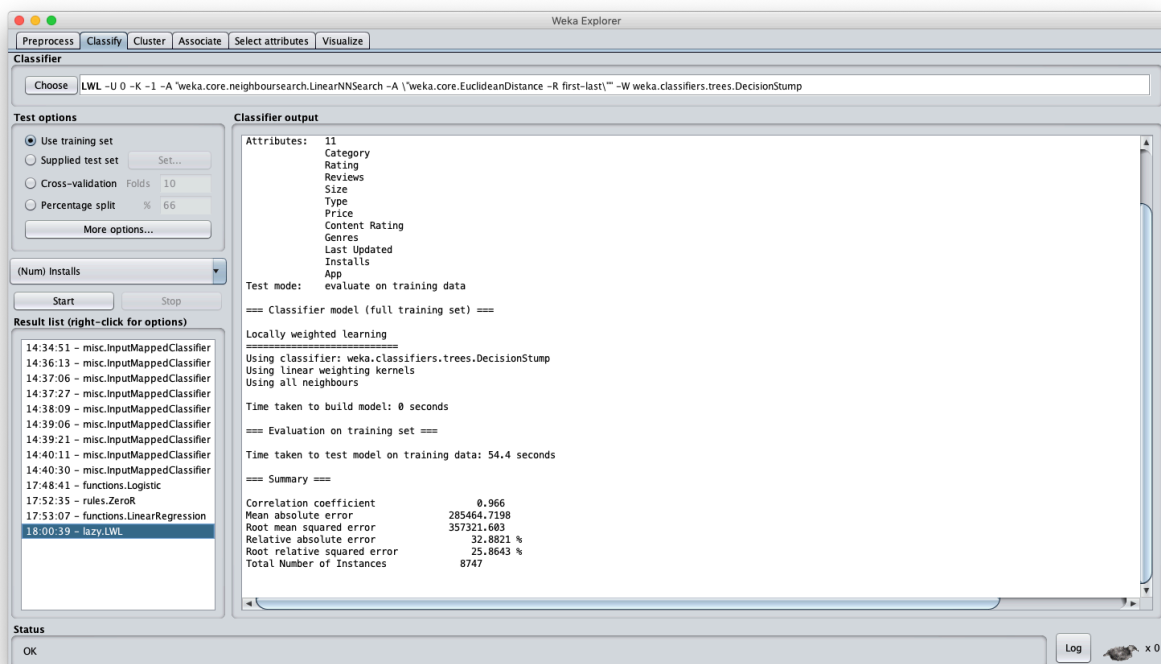 Weka Explorer
Preprocess Classify Cluster Associate Select attributes Visualize
Classifier
Choose LWL -U 0 -K -1 -A "weka.core.neighboursearch.LinearNNSearch -A \"weka.core.EuclideanDistance -R first-last\"" -W weka.classifiers.trees.DecisionStump
Test options
Use training set
Supplied test set Set...
Cross-validation Folds 10
Percentage split % 66
More options...
(Num) Installs
Start Stop
Result list (right-click for options)
14:34:51 - misc.InputMappedClassifier
14:36:13 - misc.InputMappedClassifier
14:37:06 - misc.InputMappedClassifier
14:37:27 - misc.InputMappedClassifier
14:38:09 - misc.InputMappedClassifier
14:39:06 - misc.InputMappedClassifier
14:39:21 - misc.InputMappedClassifier
14:40:11 - misc.InputMappedClassifier
14:40:30 - misc.InputMappedClassifier
17:48:41 - functions.Logistic
17:52:35 - rules.ZeroR
17:53:07 - functions.LinearRegression
18:00:39 - lazy.LWL
Classifier output
Attributes: 11
Category
Rating
Reviews
Size
Type
Price
Content Rating
Genres
Last Updated
Installs
App
Test mode: evaluate on training data
=== Classifier model (full training set) ===
Locally weighted learning
===========================
Using classifier: weka.classifiers.trees.DecisionStump
Using linear weighting kernels
Using all neighbours
Time taken to build model: 0 seconds
=== Evaluation on training set ===
Time taken to test model on training data: 54.4 seconds
=== Summary ===
Correlation coefficient 0.966
Mean absolute error 285464.7198
Root mean squared error 357321.603
Relative absolute error 32.8821 %
Root relative squared error 25.8643 %
Total Number of Instances 8747
Status
OK
Log x 0